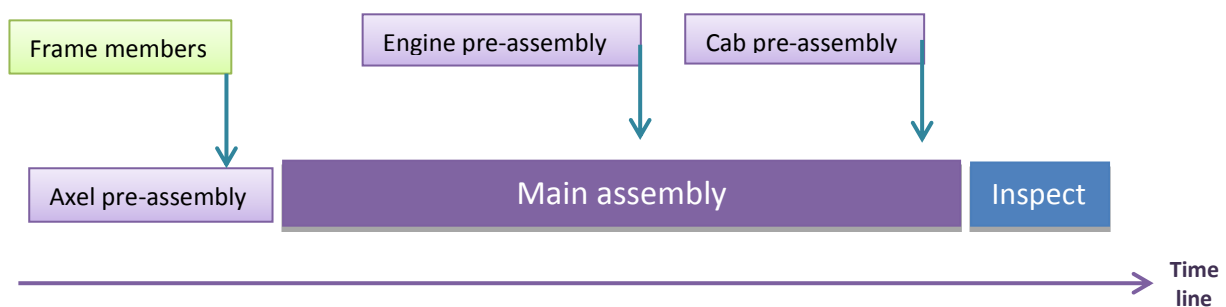 Frame members
Engine pre-assembly
Cab pre-assembly
Axel pre-assembly
Main assembly
Inspect
Time
line